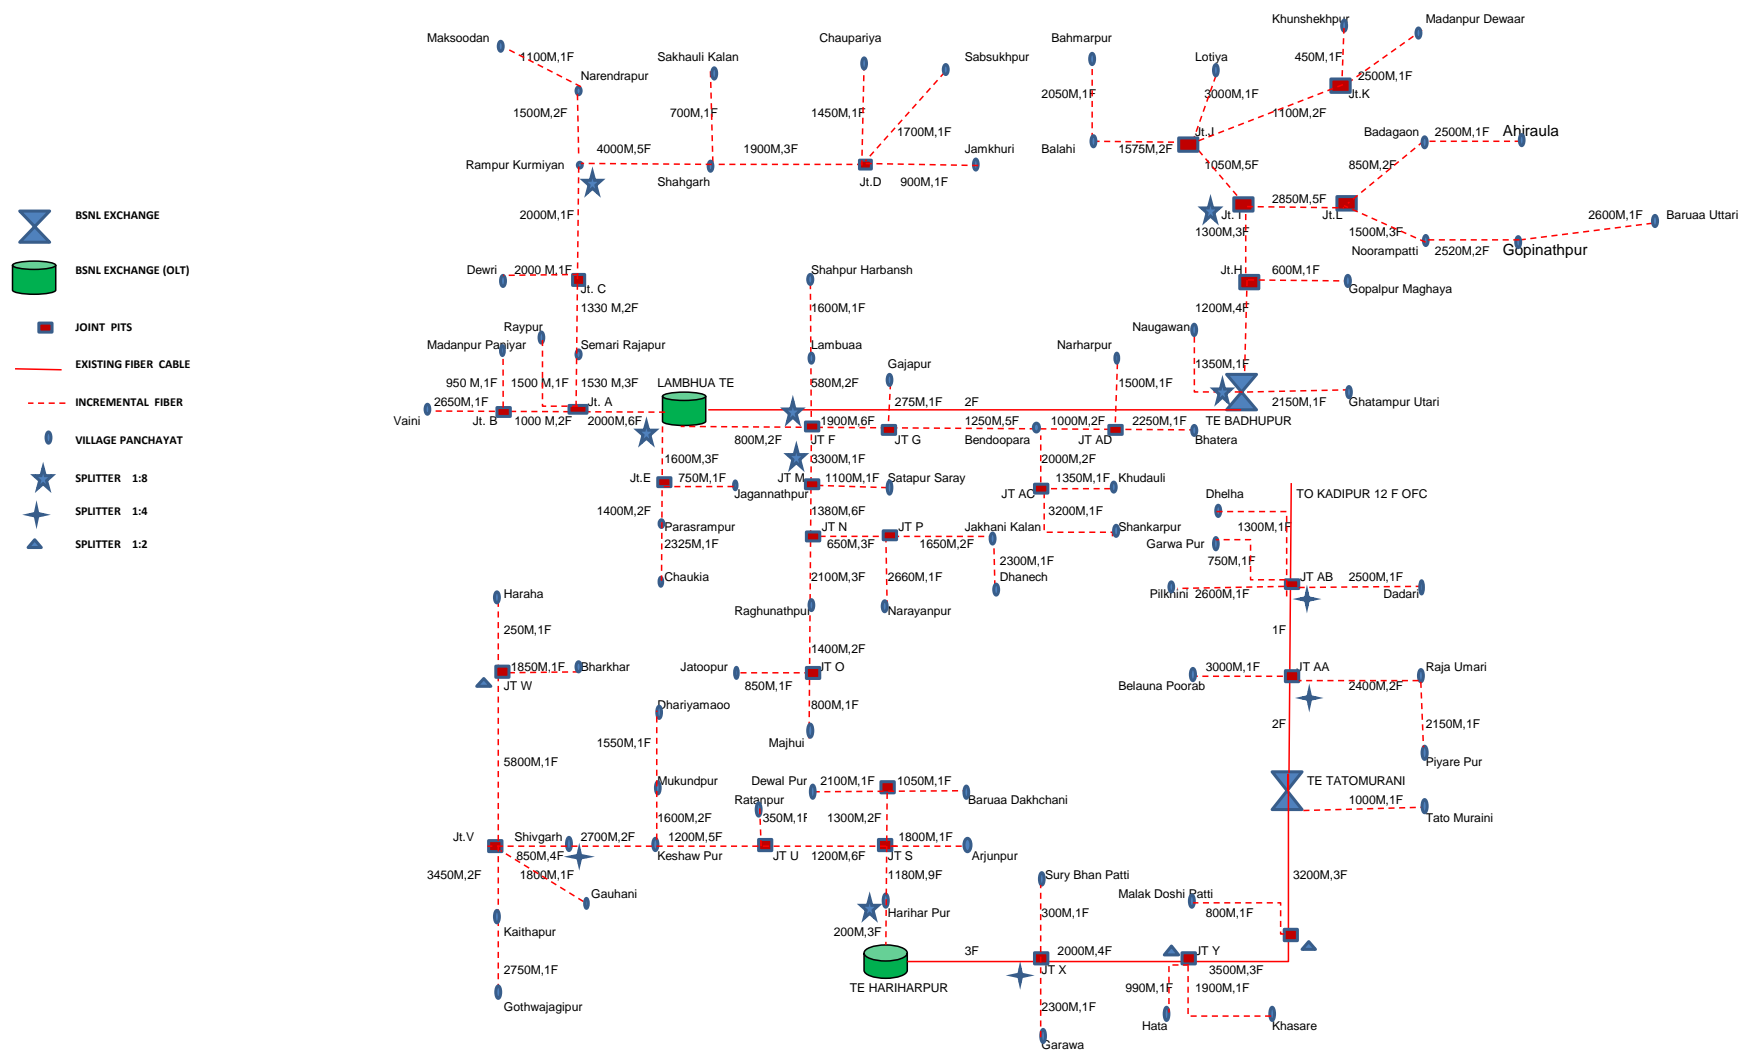 Khunshekhpur
Madanpur Dewaar
Maksoodan
Sakhauli Kalan
Chaupariya
Sabsukhpur
Bahmarpur
Lotiya
1100M,1F
450M,1F
2500M,1F
Narendrapur
Jt.K
1500M,2F
700M,1F
1450M,1F
1700M,1F
2050M,1F
3000M,1F
1100M,2F
Jt.J
Badagaon
2500M,1F
Ahiraula
4000M,5F
1900M,3F
Jamkhuri
Balahi
1575M,2F
1050M,5F
850M,2F
Rampur Kurmiyan
Shahgarh
Jt.D
900M,1F
2000M,1F
Jt. I
2850M,5F
Jt.L
2600M,1F
Baruaa Uttari
1300M,3F
1500M,3F
Noorampatti
2520M,2F
Gopinathpur
BSNL EXCHANGE
BSNL EXCHANGE (OLT)
JOINT PITS
EXISTING FIBER CABLE
INCREMENTAL FIBER
VILLAGE PANCHAYAT
SPLITTER 1:8
SPLITTER 1:4
SPLITTER 1:2
Dewri
2000 M,1F
Jt. C
Shahpur Harbansh
Jt.H
600M,1F
Gopalpur Maghaya
1330 M,2F
1600M,1F
1200M,4F
Raypur
Madanpur Paniyar
Semari Rajapur
Lambuaa
Naugawan
Narharpur
Gajapur
1350M,1F
950 M,1F
1500 M,1F
1530 M,3F
LAMBHUA TE
580M,2F
1500M,1F
2650M,1F
Jt. A
275M,1F
2F
2150M,1F
Ghatampur Utari
Vaini
Jt. B
1000 M,2F
2000M,6F
1900M,6F
1250M,5F
1000M,2F
2250M,1F
TE BADHUPUR
800M,2F
JT F
JT G
Bendoopara
JT AD
Bhatera
1600M,3F
3300M,1F
2000M,2F
Jt.E
750M,1F
JT M
1100M,1F
Satapur Saray
1350M,1F
Khudauli
Jagannathpur
JT AC
Dhelha
TO KADIPUR 12 F OFC
1400M,2F
1380M,6F
3200M,1F
Parasrampur
JT N
JT P
Jakhani Kalan
Shankarpur
1300M,1F
2325M,1F
650M,3F
1650M,2F
Garwa Pur
2300M,1F
750M,1F
Chaukia
2100M,3F
2660M,1F
Dhanech
JT AB
2500M,1F
Haraha
Pilknini
2600M,1F
Dadari
Raghunathpur
Narayanpur
250M,1F
1F
1400M,2F
1850M,1F
Bharkhar
Jatoopur
JT O
3000M,1F
JT AA
Raja Umari
JT W
850M,1F
Belauna Poorab
2400M,2F
Dhariyamaoo
800M,1F
2F
2150M,1F
1550M,1F
Majhui
5800M,1F
Piyare Pur
Mukundpur
Dewal Pur
2100M,1F
1050M,1F
TE TATOMURANI
Ratanpur
Baruaa Dakhchani
1000M,1F
1600M,2F
350M,1F
1300M,2F
Tato Muraini
Jt.V
Shivgarh
2700M,2F
1200M,5F
1800M,1F
850M,4F
Keshaw Pur
JT U
1200M,6F
JT S
Arjunpur
3450M,2F
1800M,1F
1180M,9F
Sury Bhan Patti
3200M,3F
Gauhani
Malak Doshi Patti
Harihar Pur
300M,1F
800M,1F
Kaithapur
200M,3F
3F
2000M,4F
JT Y
2750M,1F
JT X
3500M,3F
TE HARIHARPUR
990M,1F
1900M,1F
Gothwajagipur
2300M,1F
Hata
Khasare
Garawa